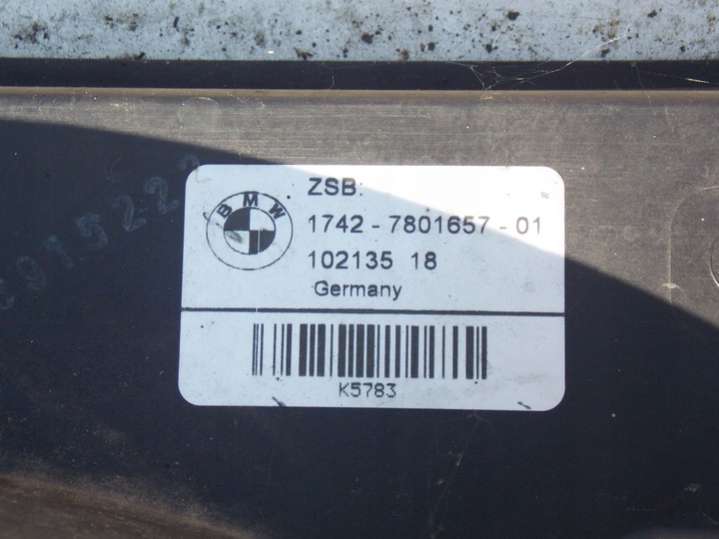 ZSB:
BMW
1742 - 7801657 - 01
102135 18
Germany
K5783